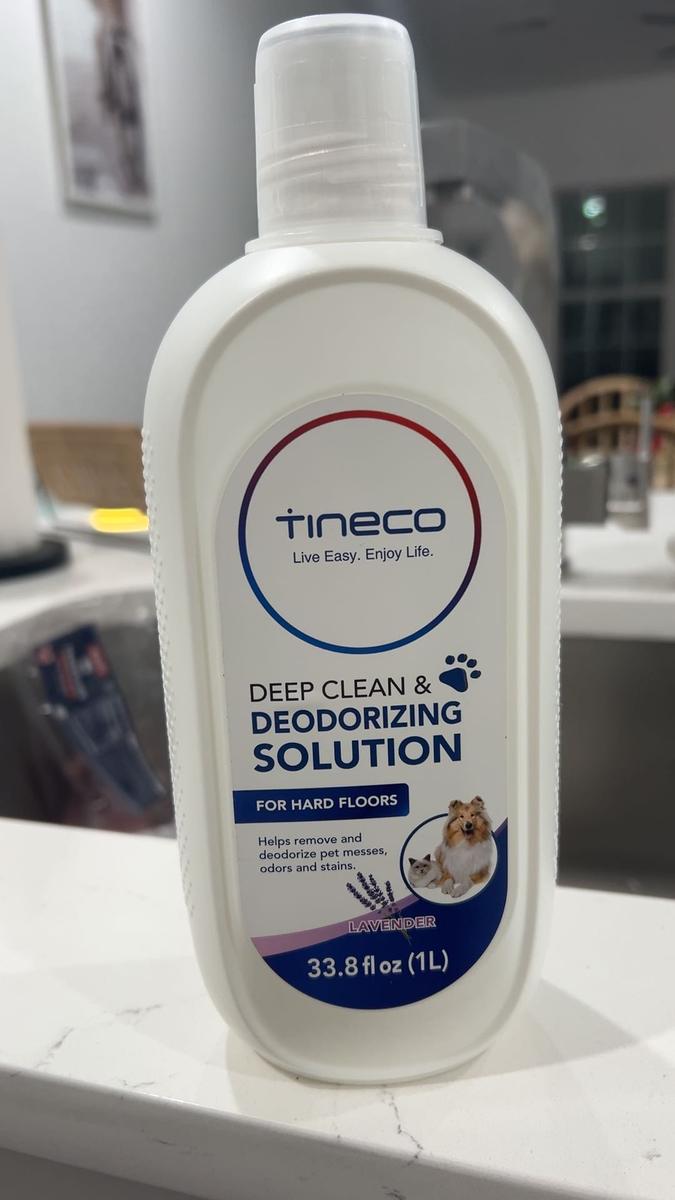 TINECO
Live Easy. Enjoy Life.
DEEP CLEAN &
DEODORIZING
SOLUTION
FOR HARD FLOORS
Helps remove and
deodorize pet messes,
odors and stains.
LAVENDER
33.8 fl oz (1L)